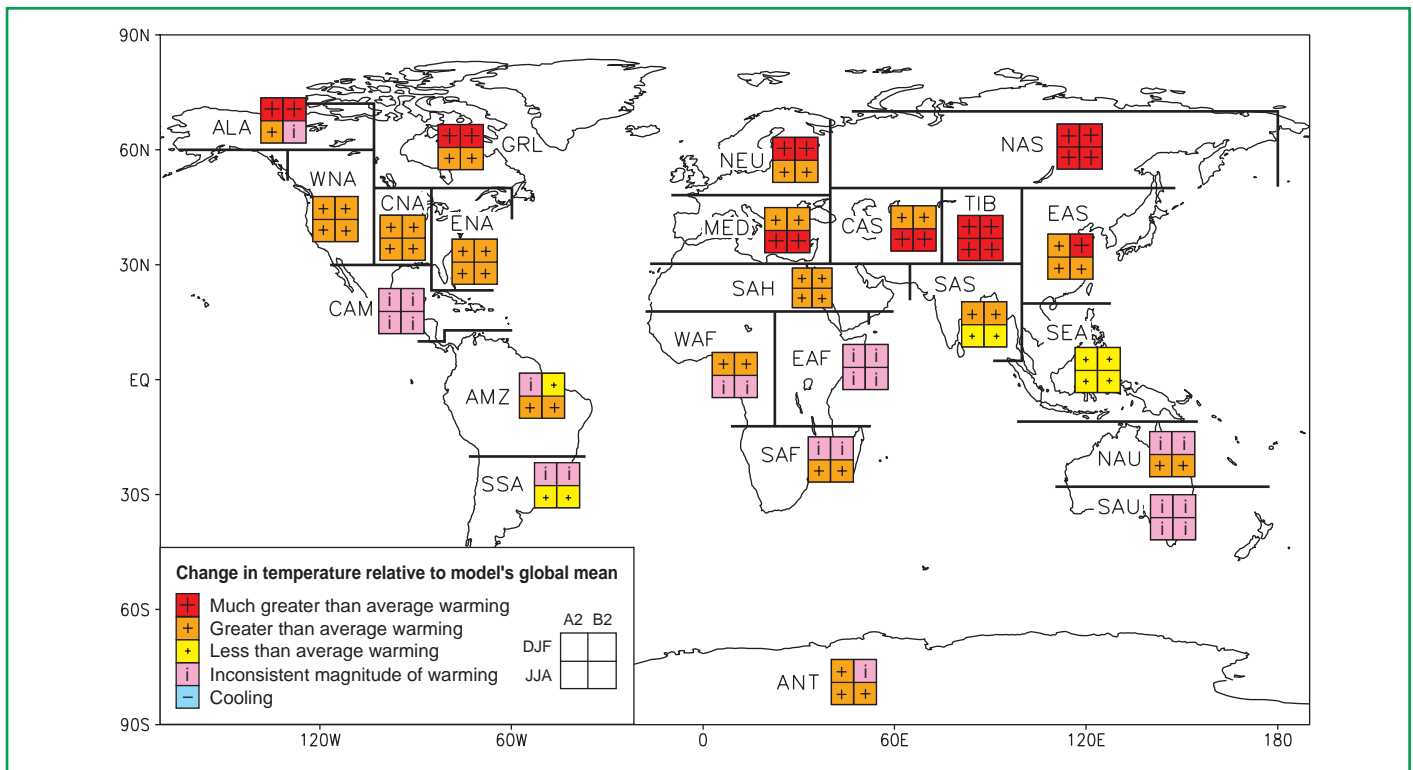 90N
60N
30N
EQ
30S
60S
90S
120W
60W
0
60E
120E
180
ALA
+ +
+ i
GRL
+ +
+ +
NEU
+ +
+ +
NAS
+ +
+ +
WNA
+ +
+ +
CNA
+ +
+ +
ENA
+ +
+ +
MED
+ +
+ +
CAS
+ +
+ +
TIB
+ +
+ +
EAS
+ +
+ +
CAM
i i
i i
SAH
+ +
+ +
SAS
+ +
+ +
WAF
+ +
i i
EAF
i i
i i
SEA
+ +
+ +
AMZ
i +
+ +
SAF
i i
+ +
NAU
i i
+ +
SSA
i i
+ +
SAU
i i
i i
ANT
+ i
+ +
Change in temperature relative to model's global mean
+ Much greater than average warming
+ Greater than average warming
+ Less than average warming
i Inconsistent magnitude of warming
– Cooling
A2 B2
DJF
JJA